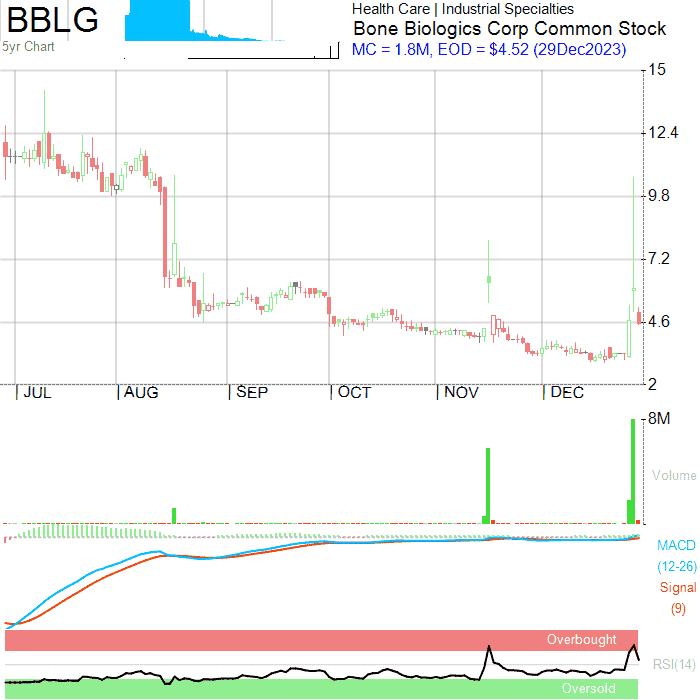 BBLG
5yr Chart
Health Care | Industrial Specialties
Bone Biologics Corp Common Stock
MC = 1.8M, EOD = $4.52 (29Dec2023)
15
12.4
9.8
7.2
4.6
2
JUL
AUG
SEP
OCT
NOV
DEC
8M
Volume
MACD
(12-26)
Signal
(9)
Overbought
RSI(14)
Oversold